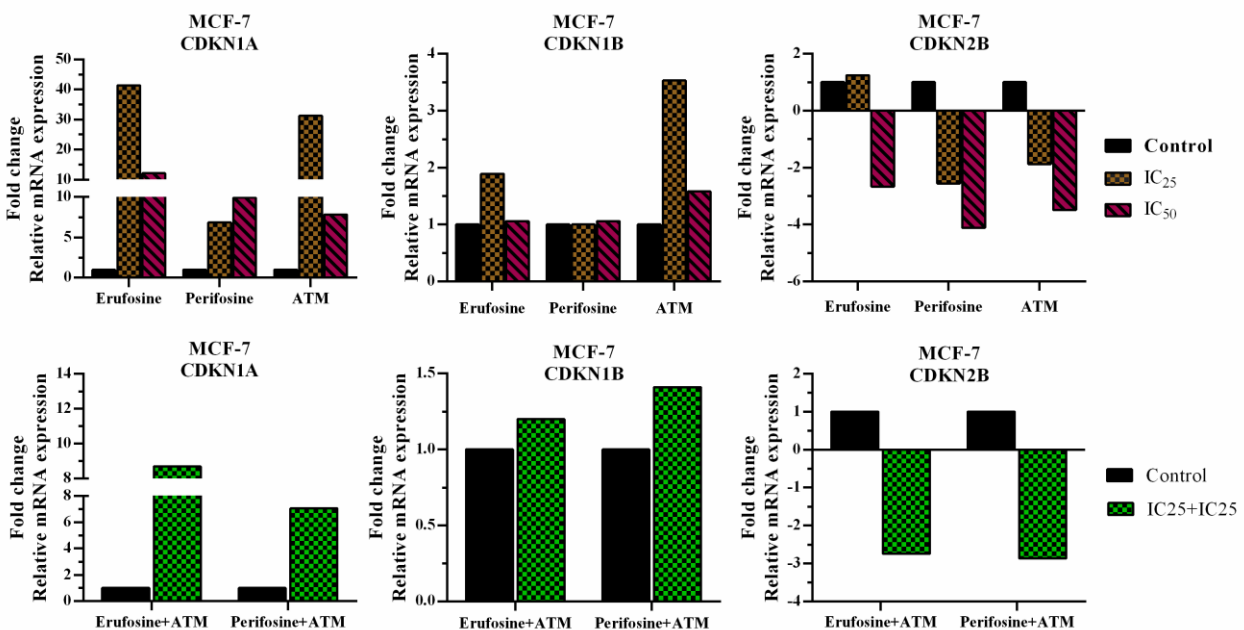 MCF-7
CDKN1A
Fold change
Relative mRNA expression
50
40
30
20
10
10
5
0
Erufosine Perifosine ATM
MCF-7
CDKN1B
Fold change
Relative mRNA expression
4
3
2
1
0
Erufosine Perifosine ATM
MCF-7
CDKN2B
Fold change
Relative mRNA expression
2
0
-2
-4
-6
Erufosine Perifosine ATM
Control
IC25
IC50
MCF-7
CDKN1A
Fold change
Relative mRNA expression
14
12
10
8
8
6
4
2
0
Erufosine+ATM Perifosine+ATM
MCF-7
CDKN1B
Fold change
Relative mRNA expression
1.5
1.0
0.5
0.0
Erufosine+ATM Perifosine+ATM
MCF-7
CDKN2B
Fold change
Relative mRNA expression
2
1
0
-1
-2
-3
-4
Erufosine+ATM Perifosine+ATM
Control
IC25+IC25